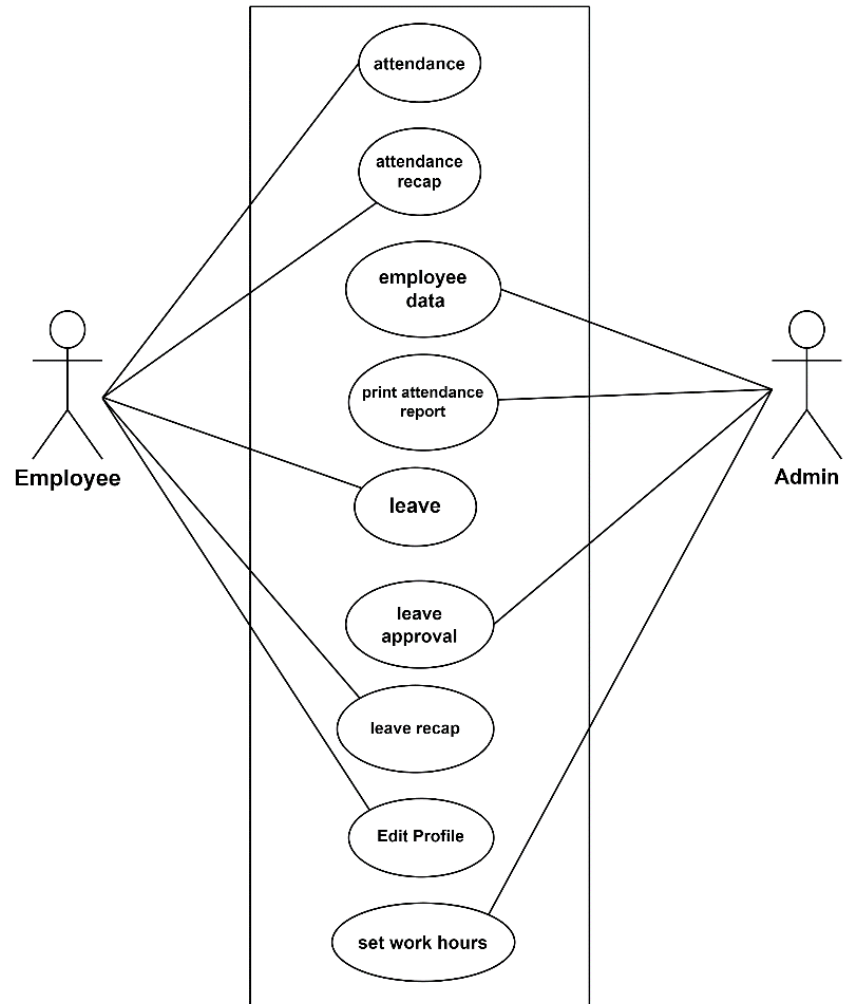 attendance
attendance
recap
employee
data
print attendance
report
Employee
Admin
leave
leave
approval
leave recap
Edit Profile
set work hours